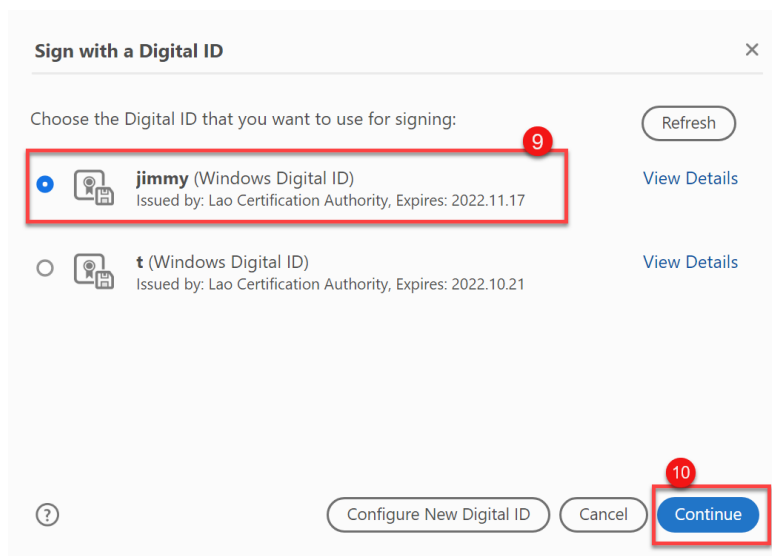 Sign with a Digital ID
Choose the Digital ID that you want to use for signing:
Refresh
9
jimmy (Windows Digital ID)
View Details
Issued by: Lao Certification Authority, Expires: 2022.11.17
t (Windows Digital ID)
View Details
Issued by: Lao Certification Authority, Expires: 2022.10.21
10
?
Configure New Digital ID
Cancel
Continue